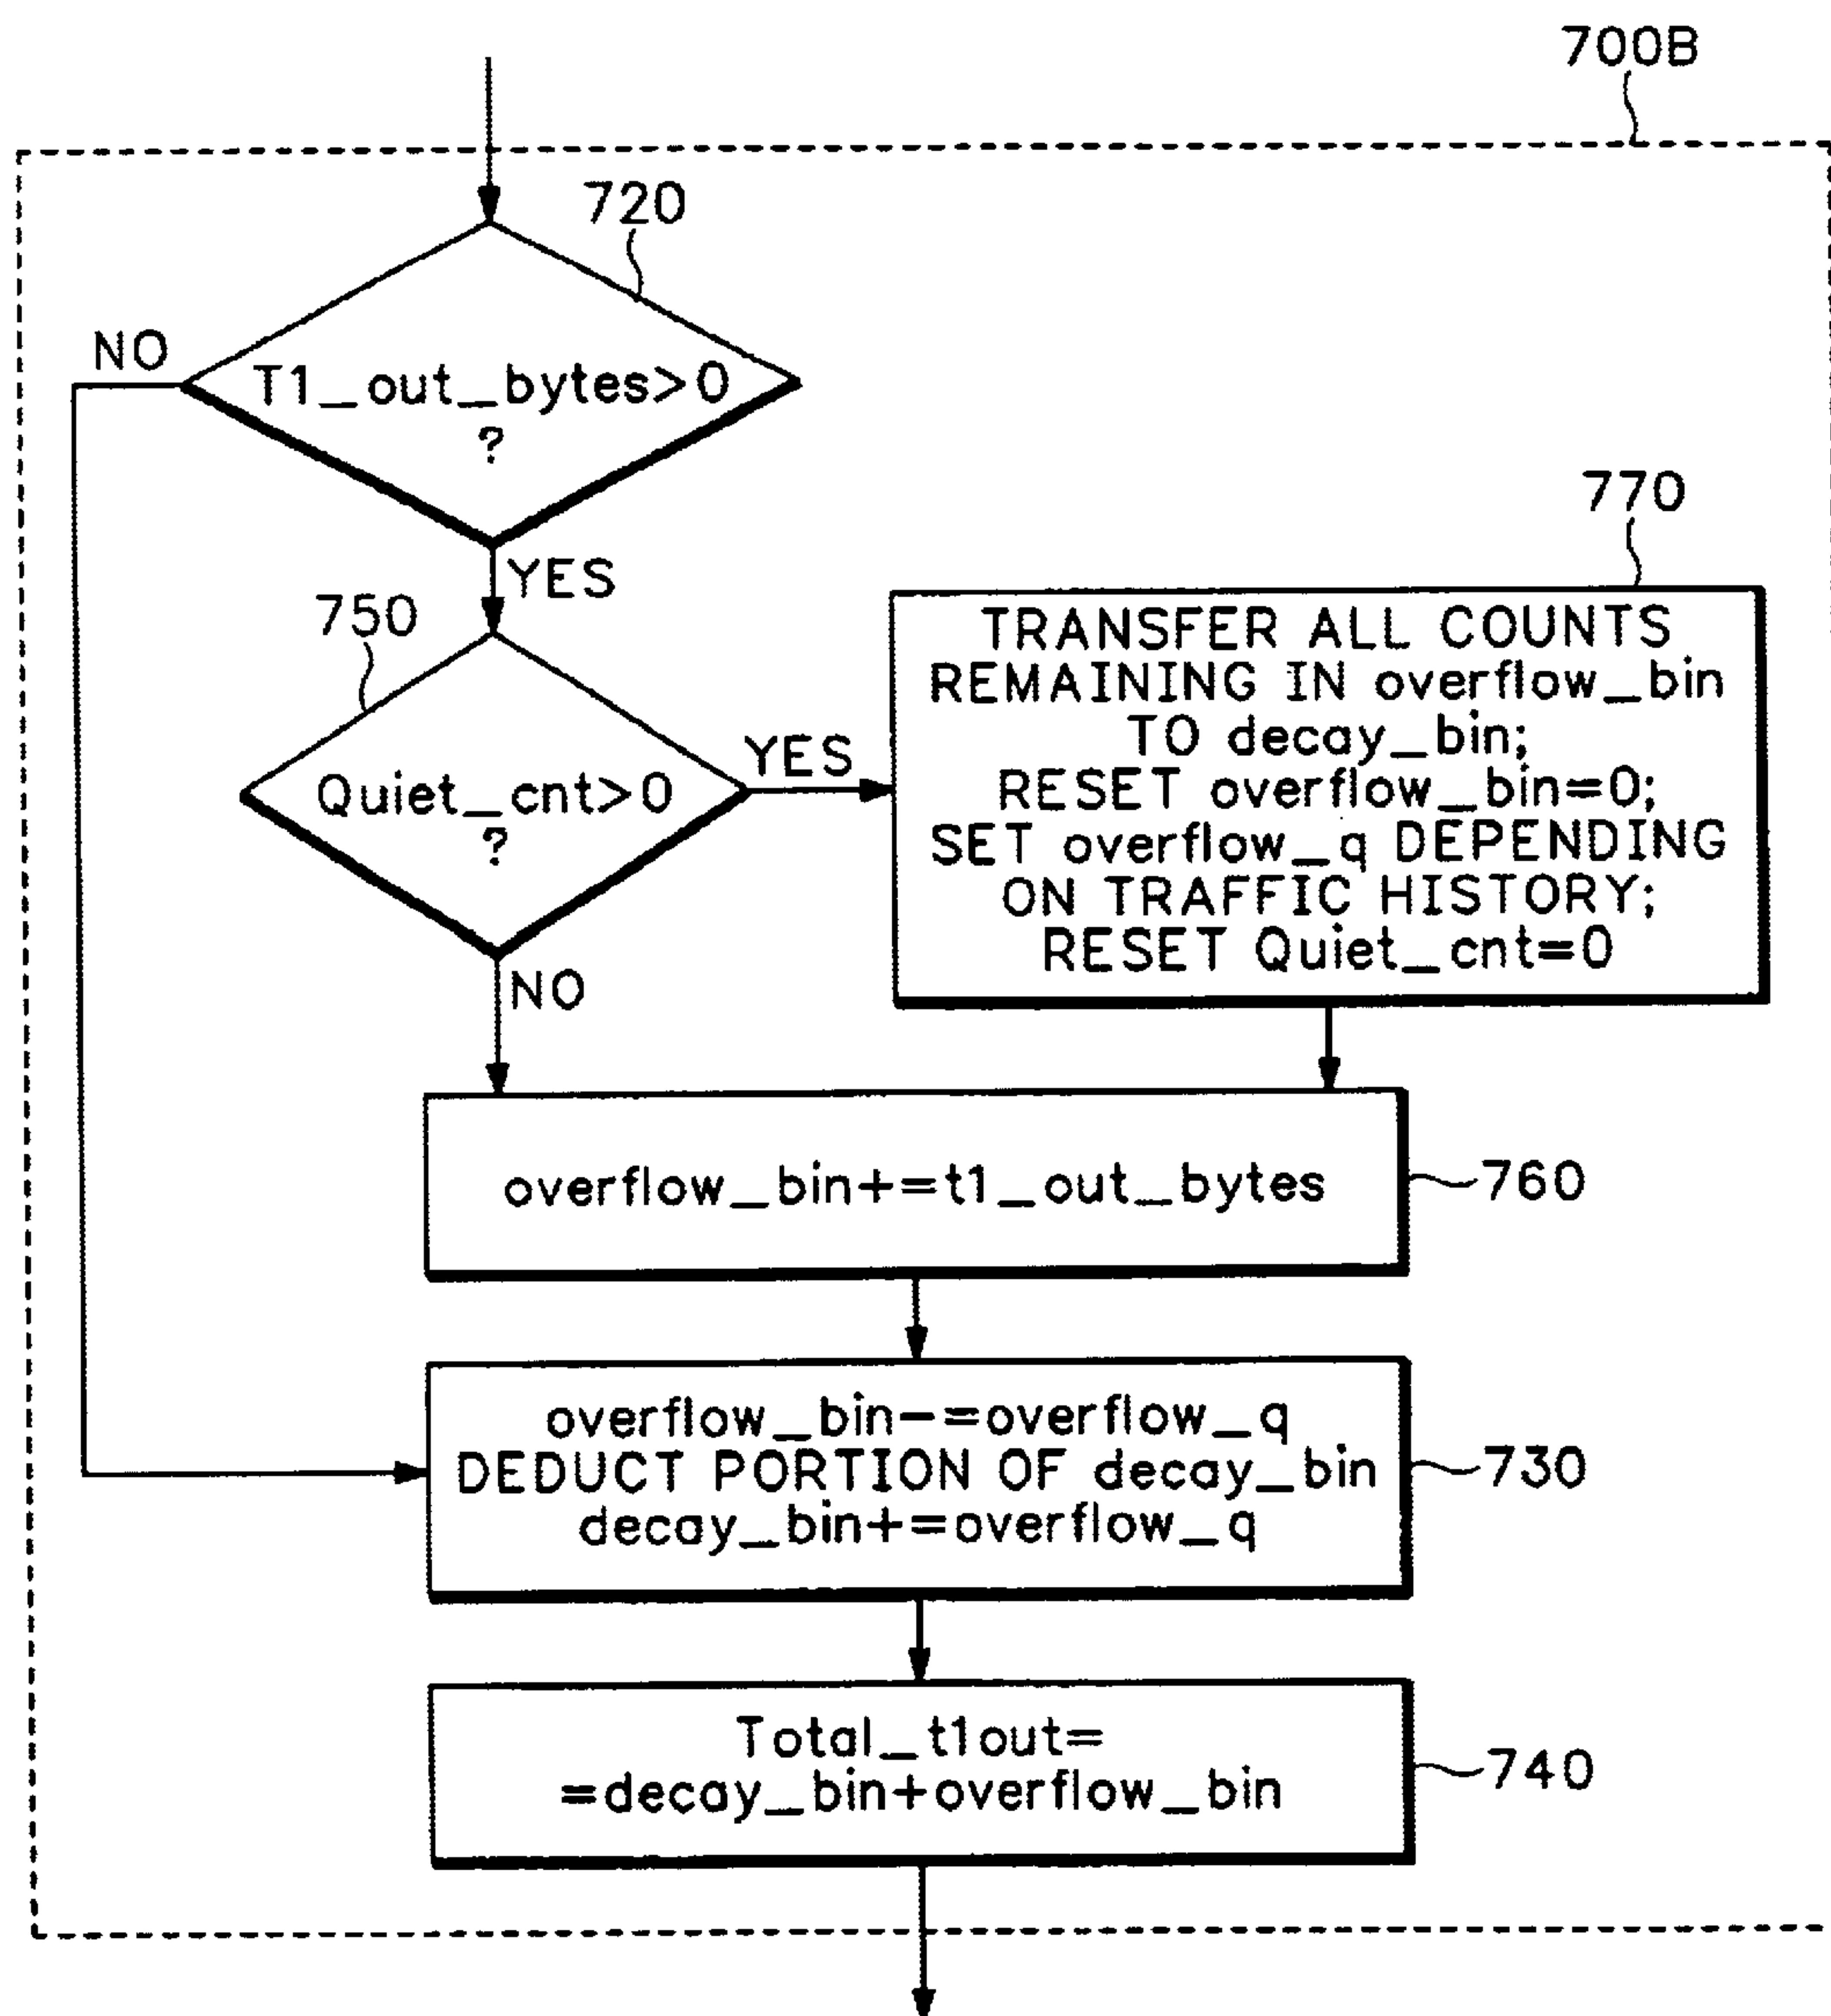 700B
720
NO
T1_out_bytes>0
?
YES
750
770
Quiet_cnt>0
?
YES
NO
TRANSFER ALL COUNTS
REMAINING IN overflow_bin
TO decay_bin;
RESET overflow_bin=0;
SET overflow_q DEPENDING
ON TRAFFIC HISTORY;
RESET Quiet_cnt=0
overflow_bin+=t1_out_bytes
760
overflow_bin-=overflow_q
DEDUCT PORTION OF decay_bin
decay_bin+=overflow_q
730
Total_t1out=
=decay_bin+overflow_bin
740